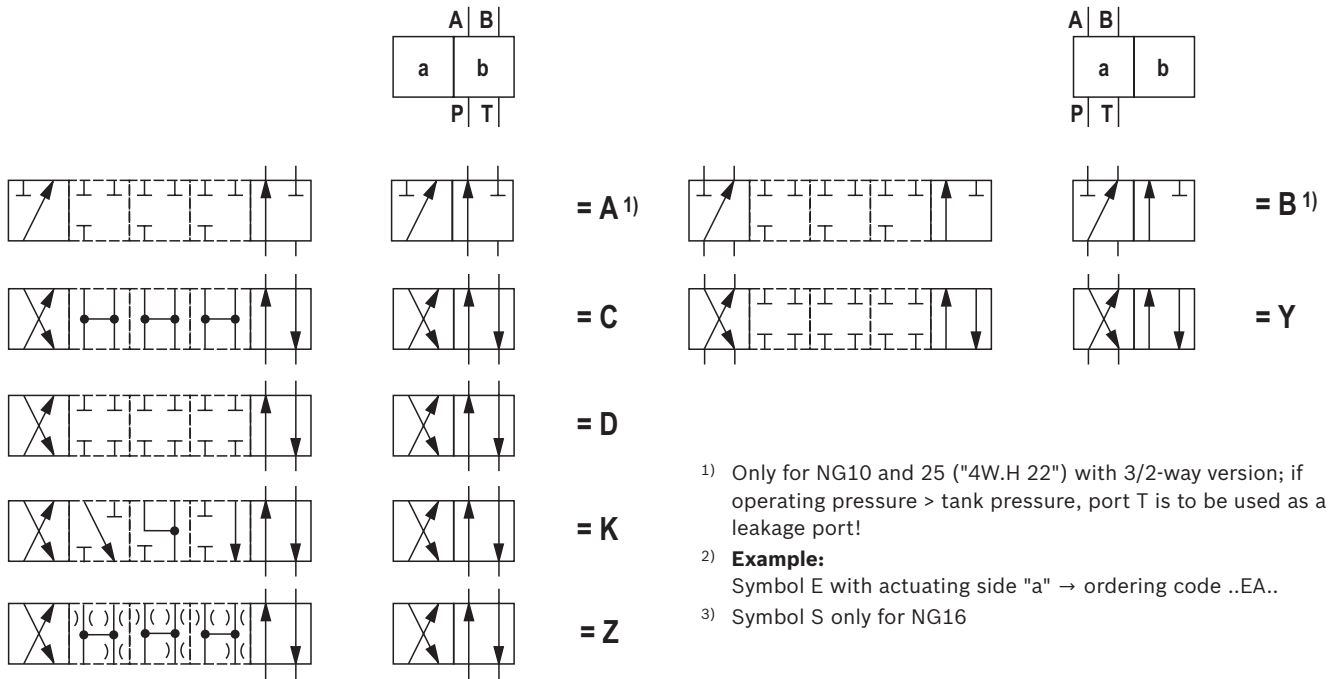 A B
a b
P T
A B
a b
P T
= A 1)
= B 1)
= C
= Y
= D
= K
= Z
1) Only for NG10 and 25 ("4W.H 22") with 3/2-way version; if
operating pressure > tank pressure, port T is to be used as a
leakage port!
2) Example:
Symbol E with actuating side "a" → ordering code ..EA..
3) Symbol S only for NG16